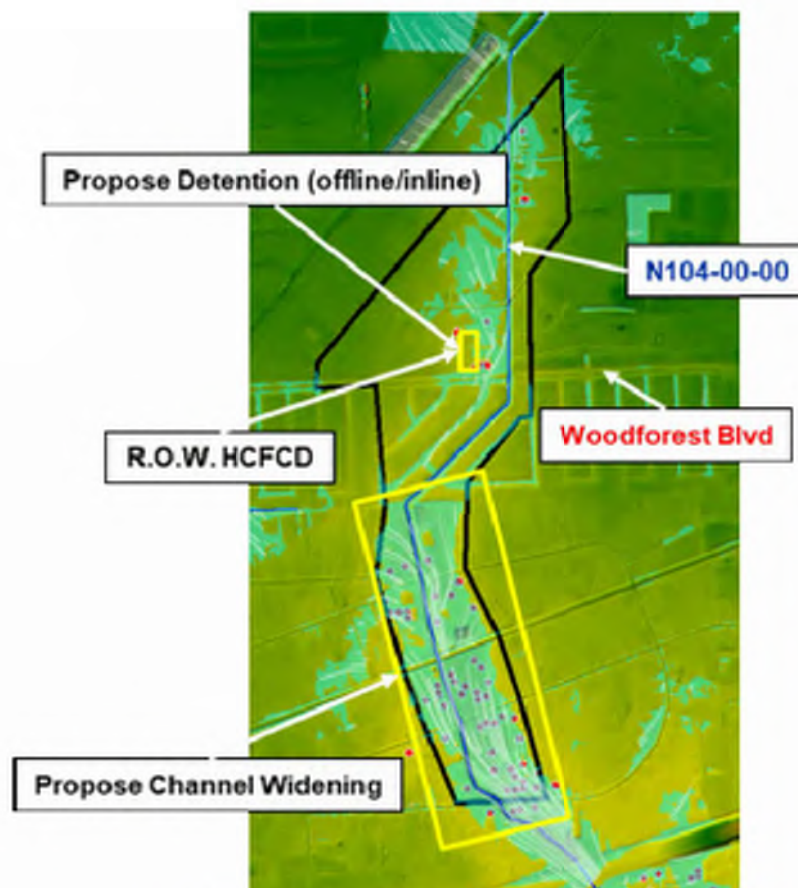 Propose Detention (offline/inline)
N104-00-00
Woodforest Blvd
R.O.W. HCFCD
Propose Channel Widening